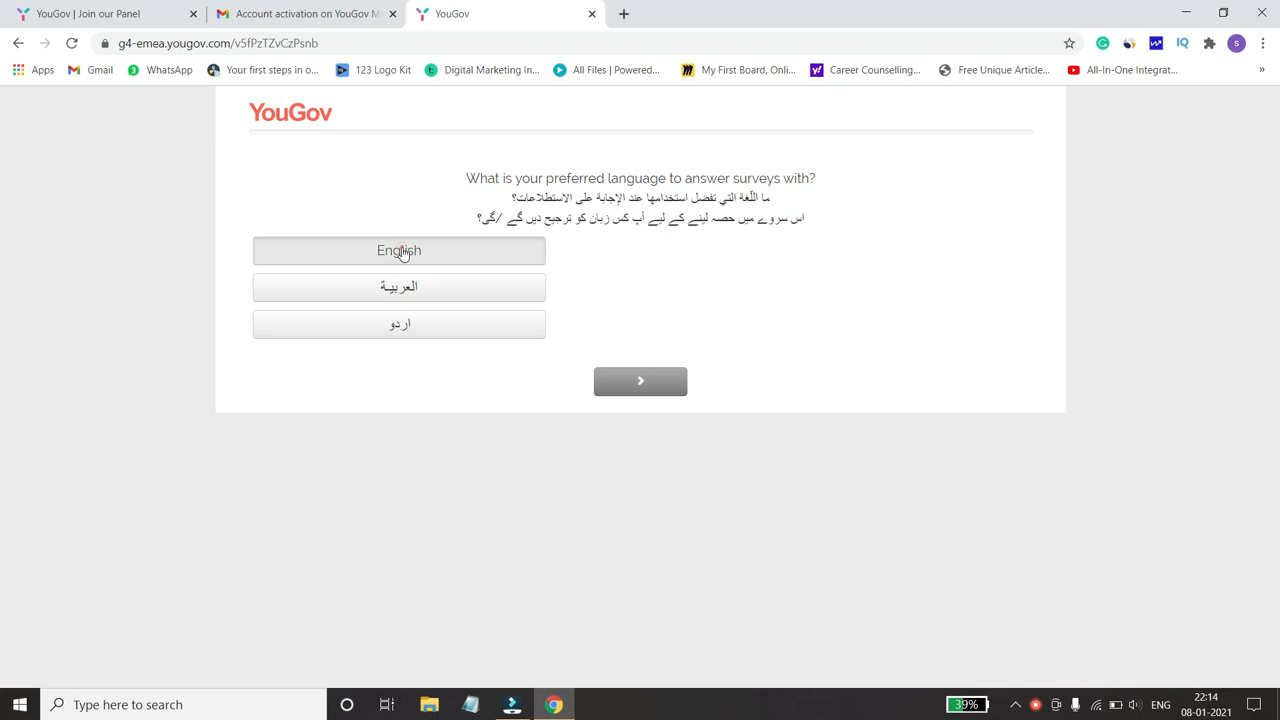 YouGov | Join our Panel
Account activation on YouGov M
YouGov
g4-emea.yougov.com/v5fPzTZvCzPsnb
Apps
Gmail
WhatsApp
Your first steps in o...
123 Logo Kit
Digital Marketing In...
All Files | Powered...
My First Board, Onli...
Career Counselling...
Free Unique Article...
All-In-One Integrat...
»
YouGov
What is your preferred language to answer surveys with?
ما اللّغة التي تفضل استخدامها عند الإجابة على الاستطلاعات؟
اس سروے میں حصہ لینے کے لیے آپ کس زبان کو ترجیح دیں گے /گی؟
English
العربيـة
اردو
Type here to search
39%
ENG
22:14
08-01-2021